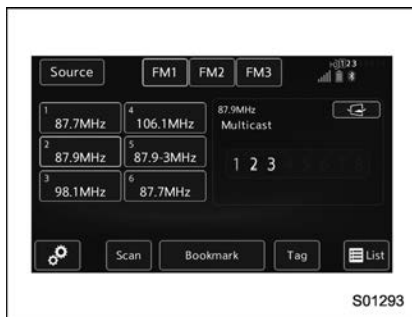 Source FM1 FM2 FM3 123
1 87.7MHz 4 106.1MHz 87.9MHz
Multicast
2 87.9MHz 5 87.9-3MHz 1 2 3
3 98.1MHz 6 87.7MHz
Scan Bookmark Tag List
S01293